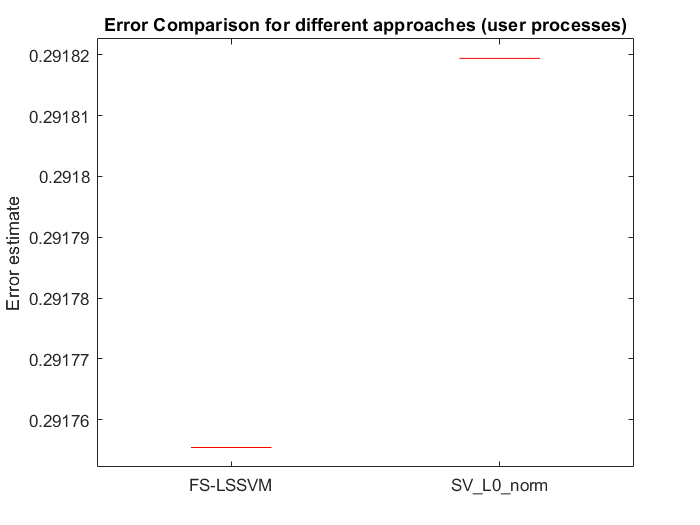 Error Comparison for different approaches (user processes)
0.29182
0.29181
0.2918
0.29179
0.29178
0.29177
0.29176
Error estimate
FS-LSSVM
SV_L0_norm